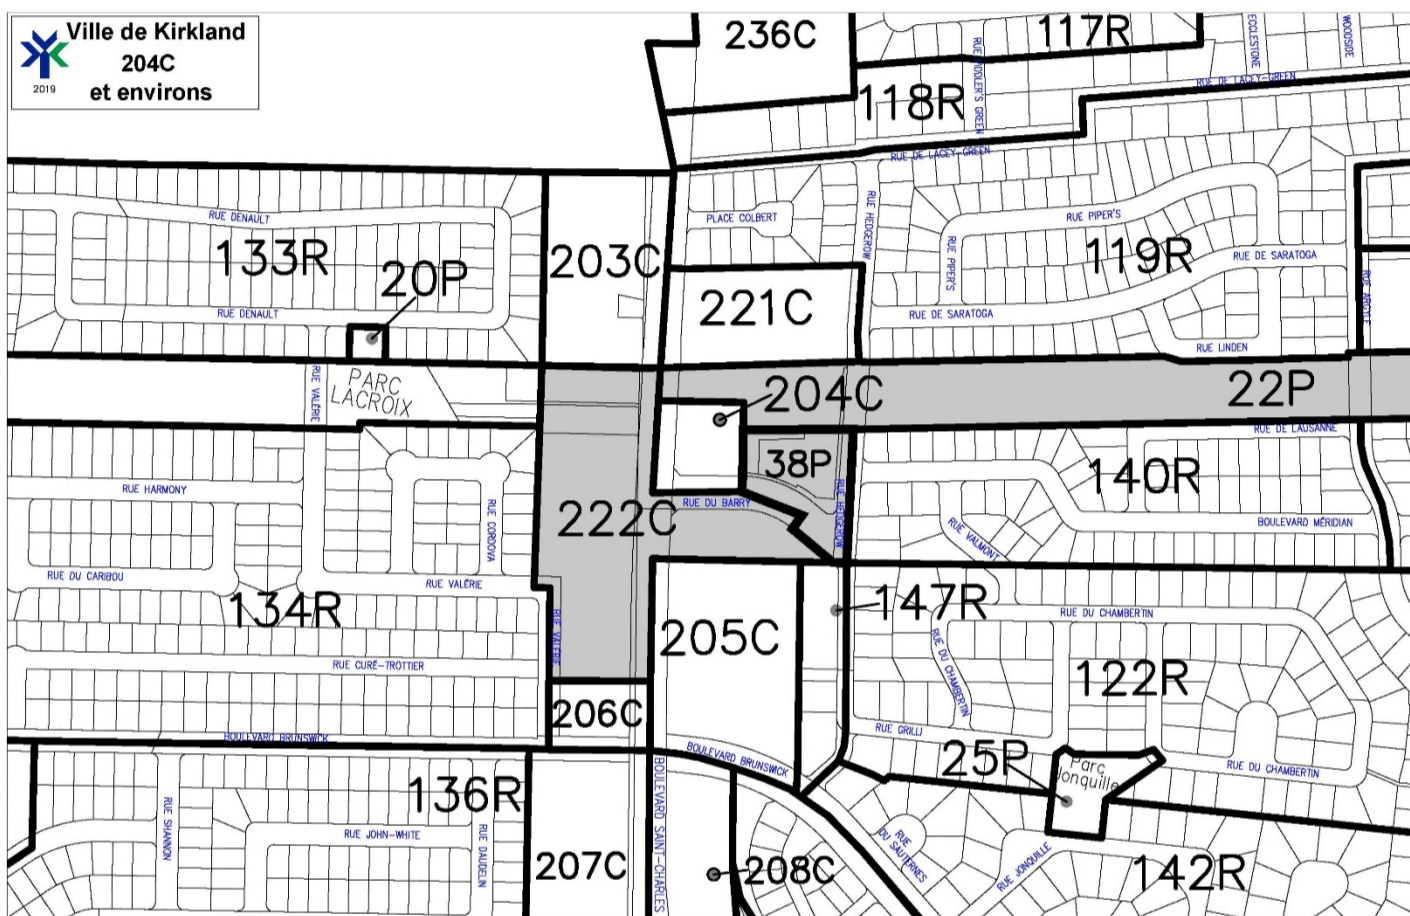 Ville de Kirkland
204C
et environs
2019
236C
117R
ECCLESTONE
WOODSIDE
118R
RUE FIDDLER'S GREEN
RUE DE LACEY-GREEN
RUE DE LACEY-GREEN
RUE DENAULT
133R
20P
RUE DENAULT
203C
PLACE COLBERT
RUE HEDGEROW
RUE PIPER'S
RUE PIPER'S
119R
RUE DE SARATOGA
221C
RUE DE SARATOGA
RUE LINDEN
RUE ARGYLE
RUE VALÉRIE
PARC
LACROIX
204C
22P
RUE DE LAUSANNE
38P
140R
RUE HARMONY
RUE CORDOVA
222C
RUE DU BARRY
RUE HEDGEROW
RUE VALMONT
BOULEVARD MÉRIDIAN
RUE DU CARIBOU
RUE VALÉRIE
134R
RUE VALÉRIE
147R
RUE DU CHAMBERTIN
205C
RUE DU CHAMBERTIN
122R
RUE CURÉ-TROTTIER
206C
RUE GRILLI
BOULEVARD BRUNSWICK
BOULEVARD BRUNSWICK
25P
Parc
Jonquille
RUE DU CHAMBERTIN
136R
RUE SHANNON
RUE JOHN-WHITE
RUE DAUDELIN
207C
BOULEVARD SAINT-CHARLES
208C
RUE
DU SAUTERNES
RUE JONQUILLE
142R